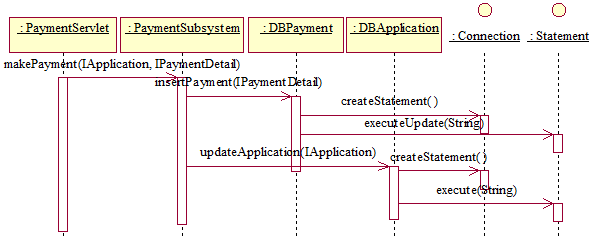 : PaymentServlet
: PaymentSubsystem
: DBPayment
: DBApplication
: Connection
: Statement
makePayment(IApplication, IPaymentDetail)
insertPayment(IPaymentDetail)
createStatement( )
executeUpdate(String)
updateApplication(IApplication)
createStatement( )
execute(String)